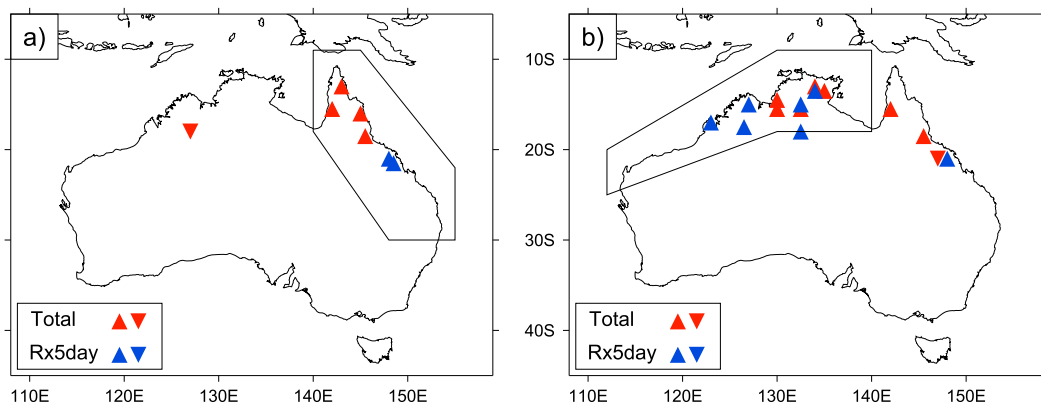 a)
b)
10S
20S
30S
40S
Total
Rx5day
Total
Rx5day
110E 120E 130E 140E 150E
110E 120E 130E 140E 150E